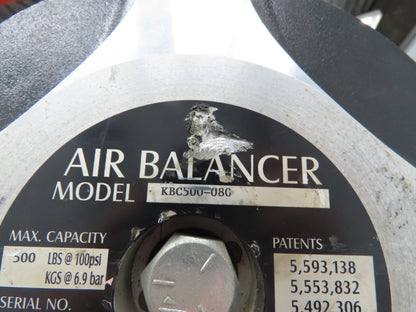 AIR BALANCER
MODEL KBC500-080
MAX. CAPACITY
500 LBS @ 100psi
KGS @ 6.9 bar
SERIAL NO.
PATENTS
5,593,138
5,553,832
5,492,306